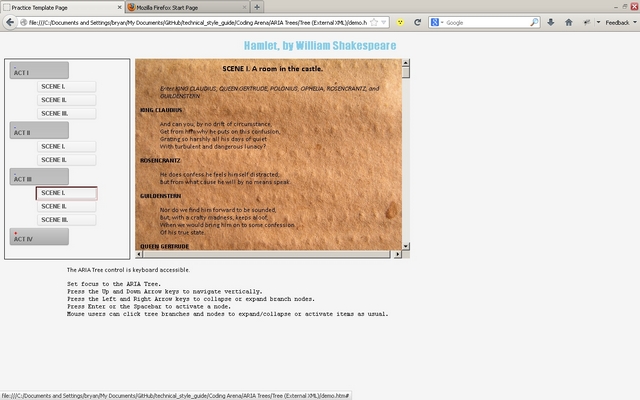 Practice Template Page
Mozilla Firefox Start Page
file:///C:/Documents and Settings/bryan/My Documents/GitHub/technical_style_guide/Coding Arena/ARIA Trees/Tree (External XML)/demo.h
Google
Feedback
Hamlet, by William Shakespeare
-
ACT I
SCENE I.
SCENE II.
SCENE III.
-
ACT II
SCENE I.
SCENE II.
-
ACT III
SCENE I.
SCENE II.
SCENE III.
+
ACT IV
SCENE I. A room in the castle.
Enter KING CLAUDIUS, QUEEN GERTRUDE, POLONIUS, OPHELIA, ROSENCRANTZ, and
GUILDENSTERN
KING CLAUDIUS
And can you, by no drift of circumstance,
Get from him why he puts on this confusion,
Grating so harshly all his days of quiet
With turbulent and dangerous lunacy?
ROSENCRANTZ
He does confess he feels himself distracted;
But from what cause he will by no means speak.
GUILDENSTERN
Nor do we find him forward to be sounded,
But, with a crafty madness, keeps aloof,
When we would bring him on to some confession
Of his true state.
QUEEN GERTRUDE
The ARIA Tree control is keyboard accessible.
Set focus to the ARIA Tree.
Press the Up and Down Arrow keys to navigate vertically.
Press the Left and Right Arrow keys to collapse or expand branch nodes.
Press Enter or the Spacebar to activate a node.
Mouse users can click tree branches and nodes to expand/collapse or activate items as usual.
file:///C:/Documents and Settings/bryan/My Documents/GitHub/technical_style_guide/Coding Arena/ARIA Trees/Tree (External XML)/demo.htm#